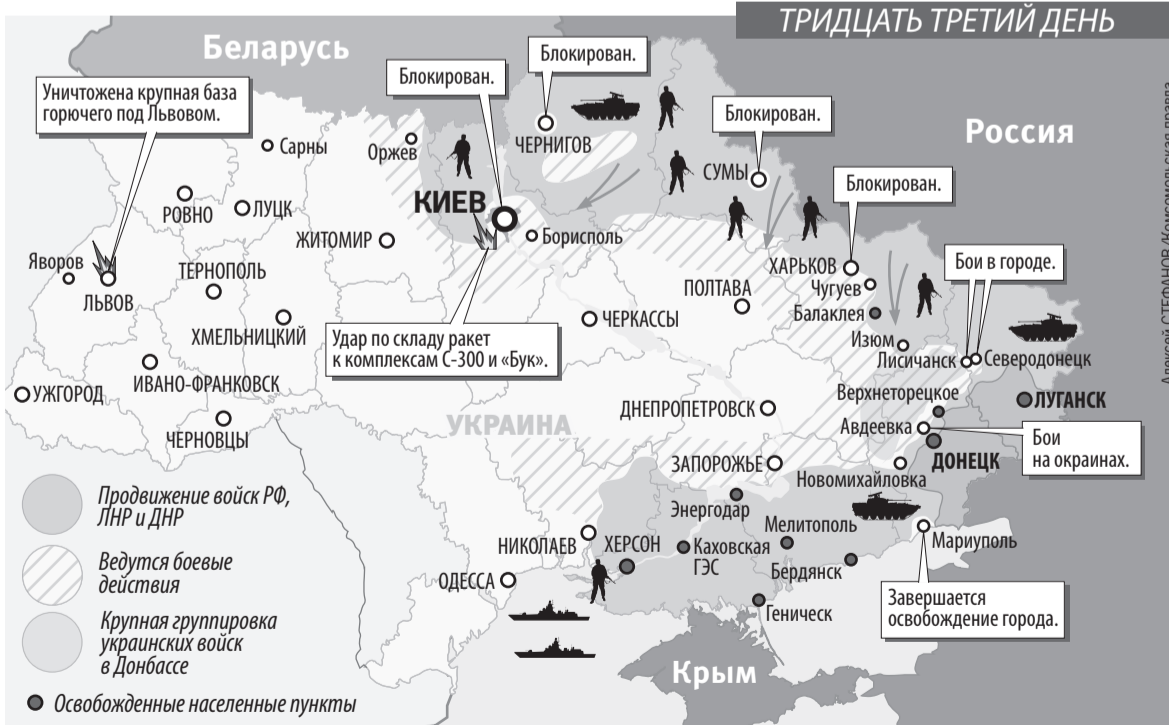 ТРИДЦАТЬ ТРЕТИЙ ДЕНЬ
Беларусь
Россия
Уничтожена крупная база
горючего под Львовом.
Блокирован.
Блокирован.
Блокирован.
Блокирован.
Сарны
Оржев
ЧЕРНИГОВ
СУМЫ
РОВНО
ЛУЦК
КИЕВ
Борисполь
ЖИТОМИР
Яворов
ЛЬВОВ
ТЕРНОПОЛЬ
ХМЕЛЬНИЦКИЙ
ПОЛТАВА
ХАРЬКОВ
Чугуев
Балаклея
Бои в городе.
Изюм
Лисичанск
Северодонецк
ЧЕРКАССЫ
Удар по складу ракет
к комплексам С-300 и «Бук».
УЖГОРОД
ИВАНО-ФРАНКОВСК
ЧЕРНОВЦЫ
УКРАИНА
ДНЕПРОПЕТРОВСК
Верхнеторецкое
ЛУГАНСК
Авдеевка
ДОНЕЦК
Бои
на окраинах.
ЗАПОРОЖЬЕ
Новомихайловка
Энергодар
Мелитополь
НИКОЛАЕВ
ХЕРСОН
Каховская
ГЭС
Мариуполь
Бердянск
ОДЕССА
Геническ
Завершается
освобождение города.
Крым
Продвижение войск РФ,
ЛНР и ДНР
Ведутся боевые
действия
Крупная группировка
украинских войск
в Донбассе
Освобожденные населенные пункты
Алексей СТЕФАНОВ/«Комсомольская правда»